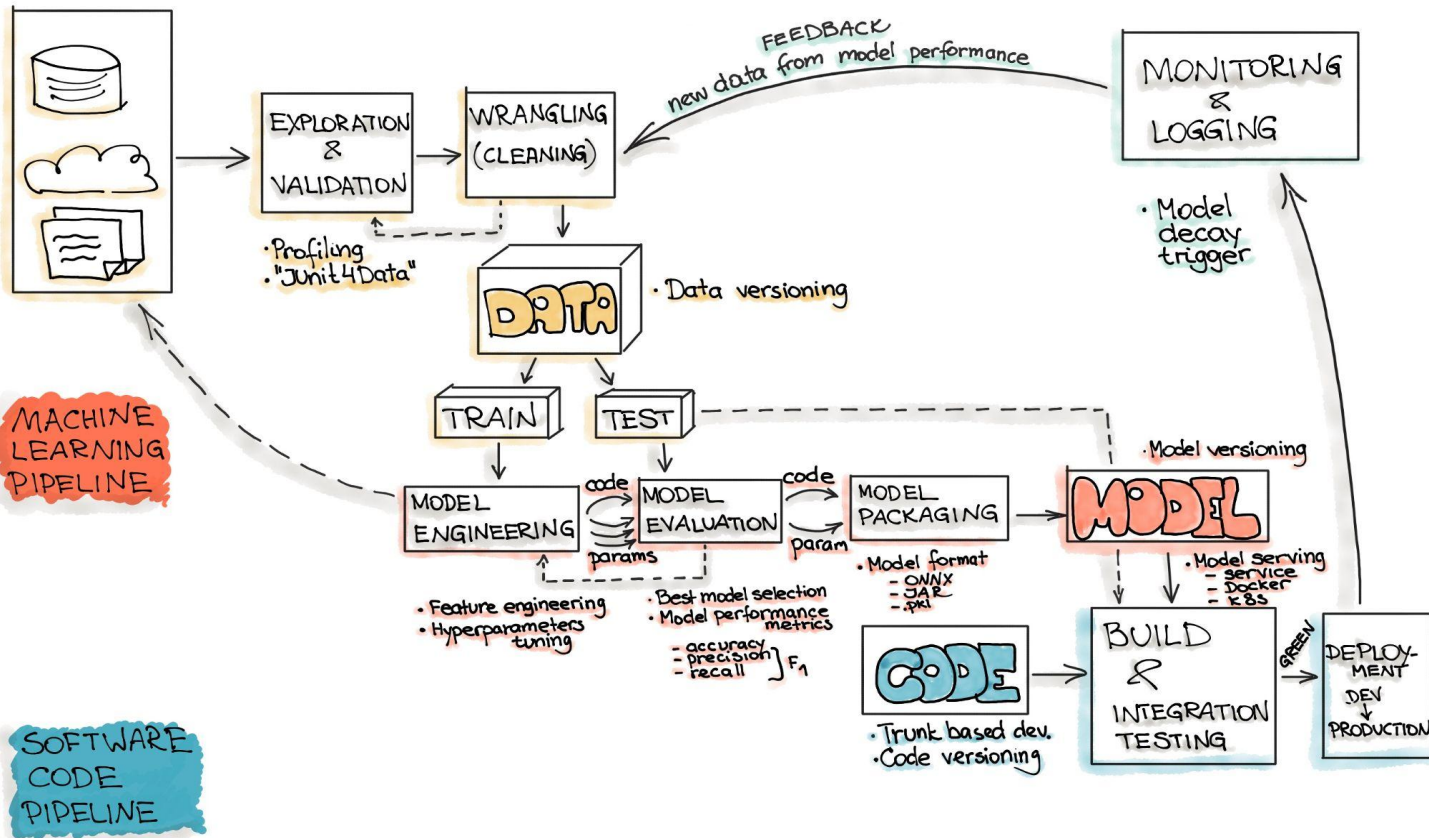 FEEDBACK
new data from model performance
MONITORING
&
LOGGING
· Model
decay
trigger
EXPLORATION
&
VALIDATION
· Profiling
· "JUnit4Data"
WRANGLING
(CLEANING)
DATA
· Data versioning
TRAIN
TEST
MACHINE
LEARNING
PIPELINE
MODEL
ENGINEERING
code
params
· Feature engineering
· Hyperparameters
tuning
MODEL
EVALUATION
· Best model selection
· Model performance
metrics
- accuracy
- precision
- recall
F1
code
param
MODEL
PACKAGING
· Model format
- ONNX
- JAR
- .pkl
· Model versioning
MODEL
· Model serving
- service
- Docker
- K8S
CODE
· Trunk based dev.
· Code versioning
BUILD
&
INTEGRATION
TESTING
GREEN
DEPLOY-
MENT
DEV
PRODUCTION
SOFTWARE
CODE
PIPELINE